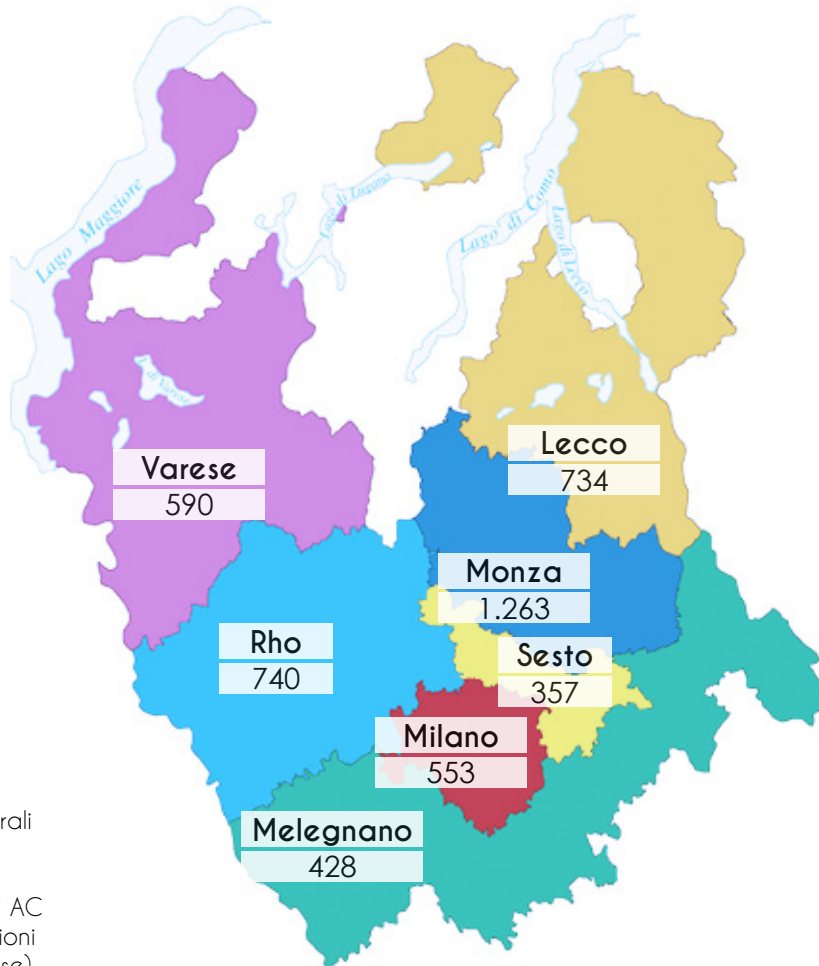 Lago Maggiore
Lago di Lugano
Lago di Como
Lago di Lecco
L. di Varese
Varese
590
Lecco
734
Monza
1.263
Rho
740
Sesto
357
Milano
553
Melegnano
428
rali
AC
ioni
se)